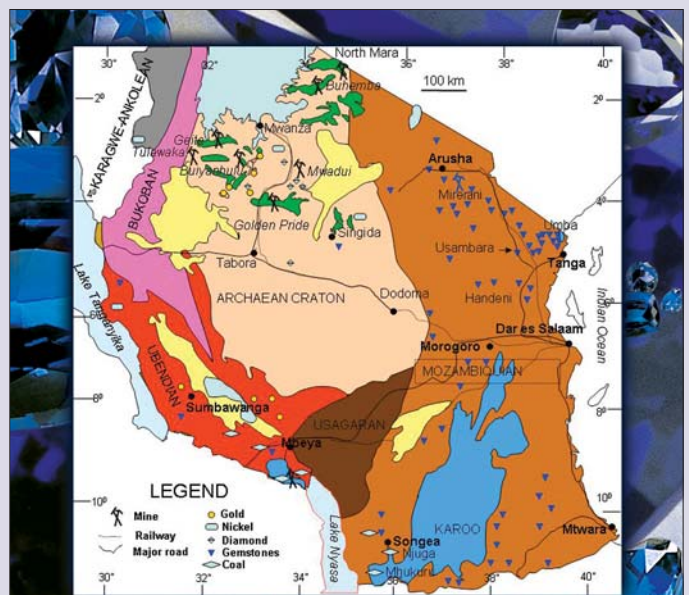 30° 32° 34° 36° 38° 40°
North Mara
Buhemba
100 km
2° 2°
KARAGWE-ANKOLEAN
Mwanza
Geita
Tulawaka
Bulyanhulu
Mwadui
Arusha
Mirerani
BUKOBAN
4° 4°
Golden Pride
Singida
Umba
Usambara
Tanga
Tabora
Handeni
Dodoma
ARCHAEAN CRATON
6° 6°
Indian Ocean
Lake Tanganyika
Dar es Salaam
Morogoro
MOZAMBIQUIAN
UBENDIAN
Sumbawanga
8° 8°
USAGARAN
Mbeya
LEGEND
10° 10°
Mine
Railway
Major road
Gold
Nickel
Diamond
Gemstones
Coal
Lake Nyasa
KAROO
Songea
Njuga
Mhukuru
Mtwara
30° 32° 34° 36° 38° 40°